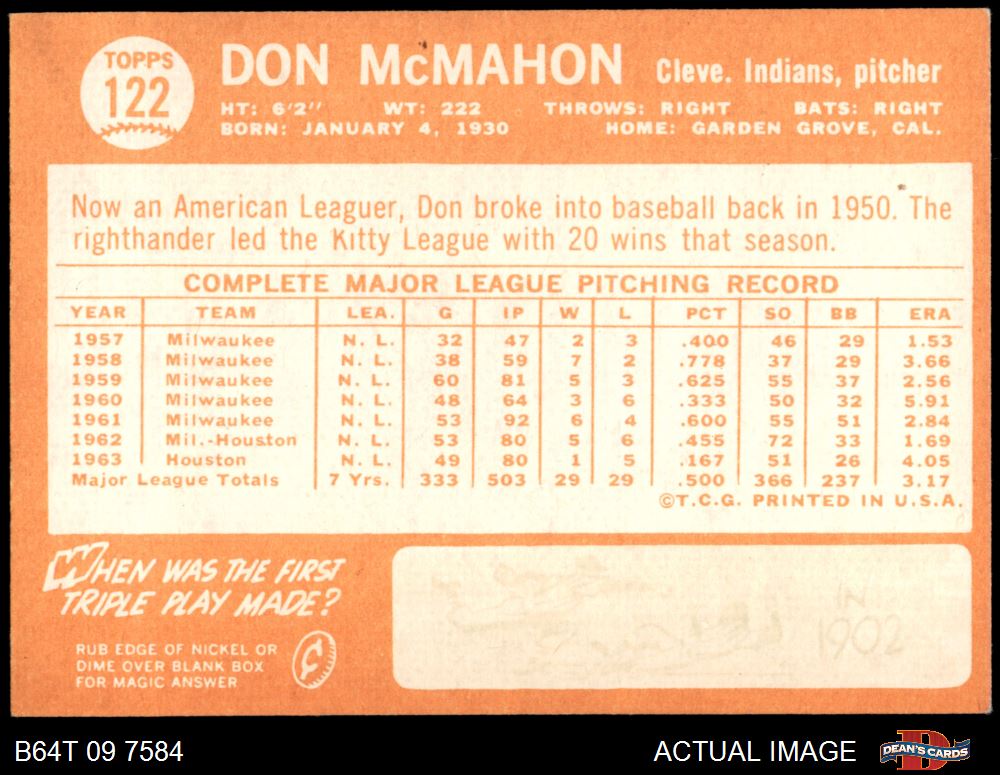 TOPPS
122
DON McMAHON Cleve. Indians, pitcher
HT: 6'2" WT: 222 THROWS: RIGHT BATS: RIGHT
BORN: JANUARY 4, 1930 HOME: GARDEN GROVE, CAL.
Now an American Leaguer, Don broke into baseball back in 1950. The
righthander led the Kitty League with 20 wins that season.
COMPLETE MAJOR LEAGUE PITCHING RECORD
YEAR TEAM LEA. G IP W L PCT SO BB ERA
1957 Milwaukee N. L. 32 47 2 3 .400 46 29 1.53
1958 Milwaukee N. L. 38 59 7 2 .778 37 29 3.66
1959 Milwaukee N. L. 60 81 5 3 .625 55 37 2.56
1960 Milwaukee N. L. 48 64 3 6 .333 50 32 5.91
1961 Milwaukee N. L. 53 92 6 4 .600 55 51 2.84
1962 Mil.-Houston N. L. 53 80 5 6 .455 72 33 1.69
1963 Houston N. L. 49 80 1 5 .167 51 26 4.05
Major League Totals 7 Yrs. 333 503 29 29 .500 366 237 3.17
©T.C.G. PRINTED IN U.S.A.
WHEN WAS THE FIRST
TRIPLE PLAY MADE?
RUB EDGE OF NICKEL OR
DIME OVER BLANK BOX
FOR MAGIC ANSWER
IN
1902
B64T 09 7584 ACTUAL IMAGE DEAN'S CARDS